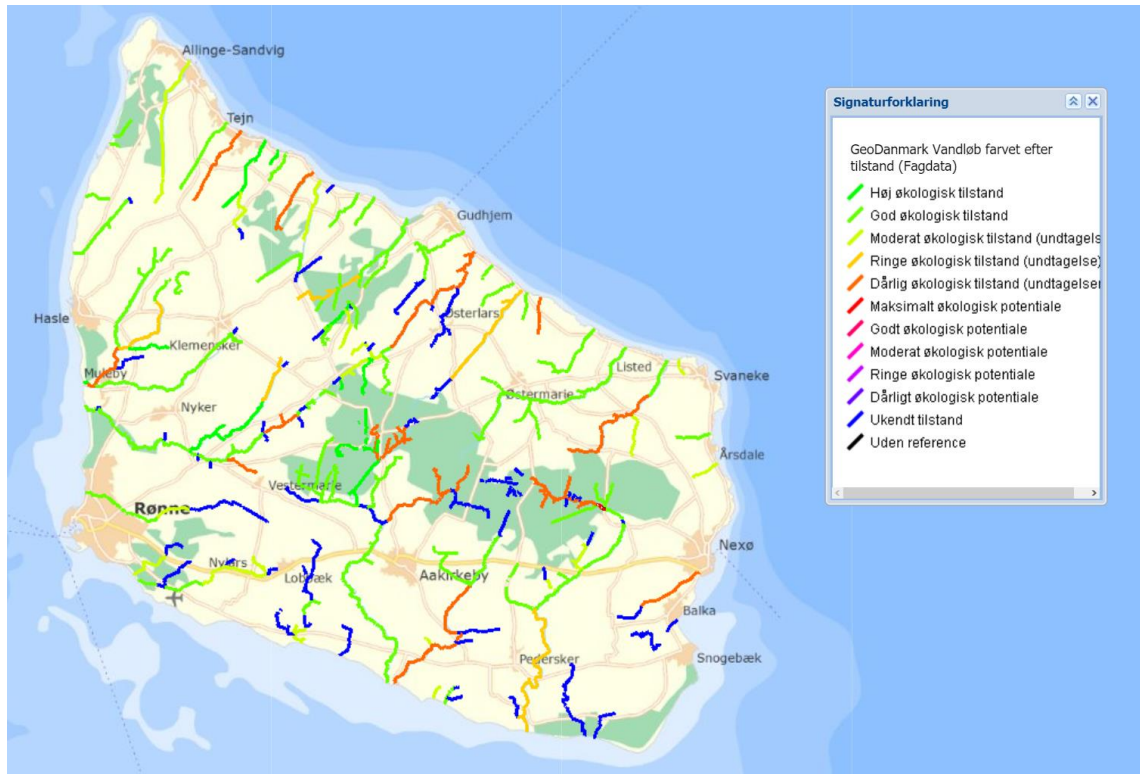 Allinge-Sandvig
Tejn
Gudhjem
Hasle
Østerlars
Klemensker
Muleby
Listed
Svaneke
Østermarie
Nyker
Årsdale
Vestermarie
Rønne
Nexø
Nylars
Lobbæk
Aakirkeby
Balka
Pedersker
Snogebæk
Signaturforklaring
GeoDanmark Vandløb farvet efter
tilstand (Fagdata)
Høj økologisk tilstand
God økologisk tilstand
Moderat økologisk tilstand (undtagels
Ringe økologisk tilstand (undtagelse)
Dårlig økologisk tilstand (undtagelser
Maksimalt økologisk potentiale
Godt økologisk potentiale
Moderat økologisk potentiale
Ringe økologisk potentiale
Dårligt økologisk potentiale
Ukendt tilstand
Uden reference